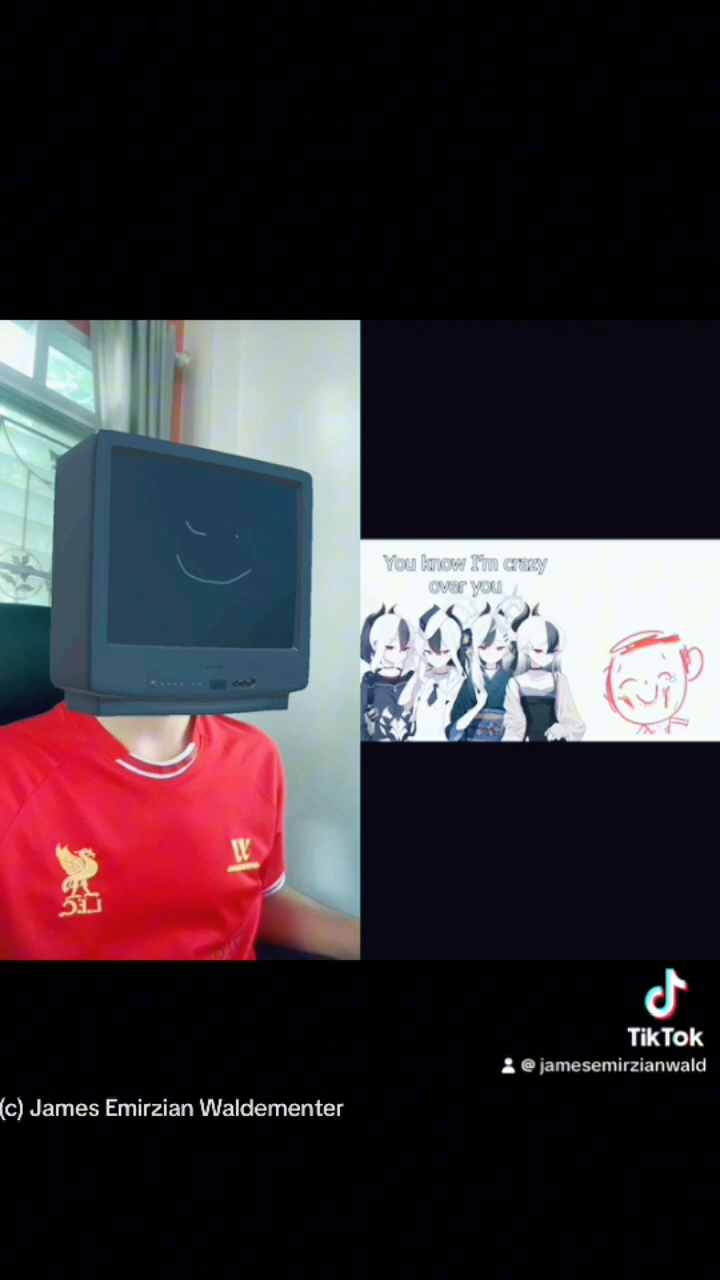 You know I'm crazy
over you
L.F.C.
W
TikTok
@jamesemirzianwald
(c) James Emirzian Waldementer